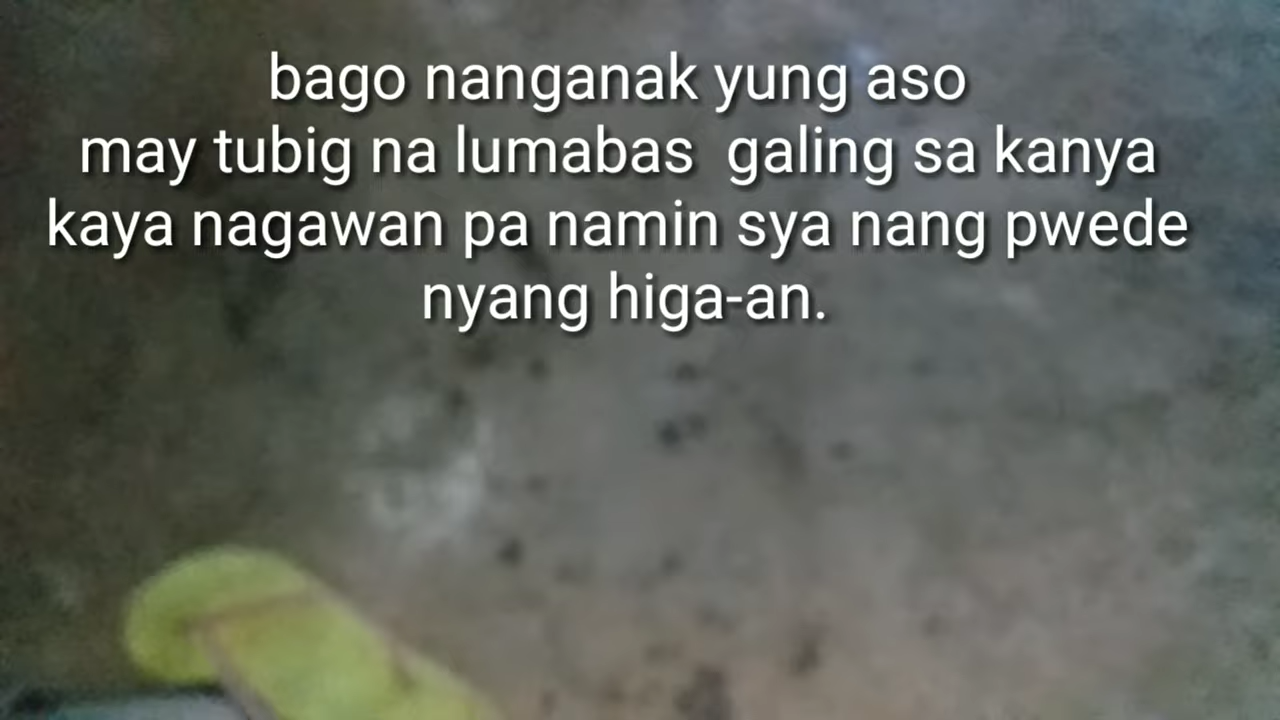 bago nanganak yung aso
may tubig na lumabas galing sa kanya
kaya nagawan pa namin sya nang pwede
nyang higa-an.